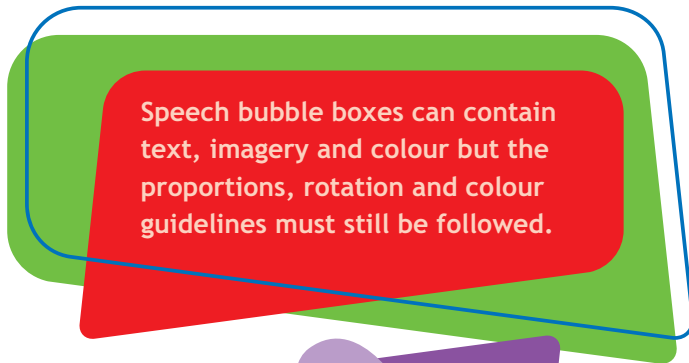 Speech bubble boxes can contain
text, imagery and colour but the
proportions, rotation and colour
guidelines must still be followed.